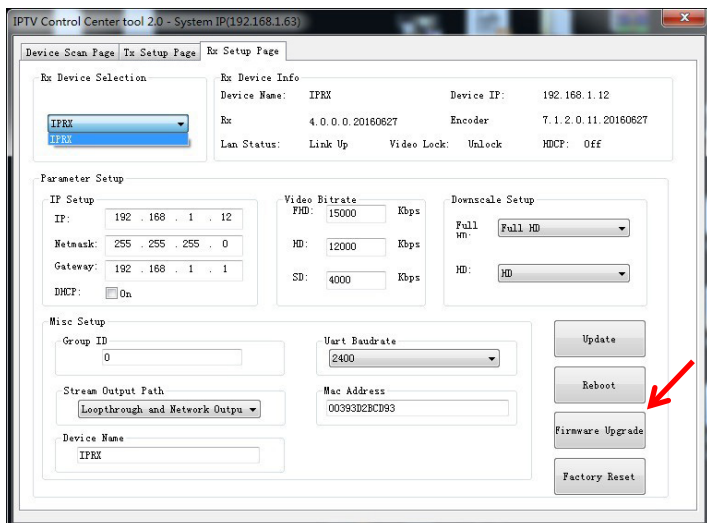 IPTV Control Center tool 2.0 - System IP(192.168.1.63)
Device Scan Page Tx Setup Page Rx Setup Page
Rx Device Selection
IPRX
IPRX
Rx Device Info
Device Name: IPRX Device IP: 192.168.1.12
Rx 4.0.0.0.20160627 Encoder 7.1.2.0.11.20160627
Lan Status: Link Up Video Lock: Unlock HDCP: Off
Parameter Setup
IP Setup
IP: 192 . 168 . 1 . 12
Netmask: 255 . 255 . 255 . 0
Gateway: 192 . 168 . 1 . 1
DHCP: On
Video Bitrate
FHD: 15000 Kbps
HD: 12000 Kbps
SD: 4000 Kbps
Downscale Setup
Full HD: Full HD
HD: HD
Misc Setup
Group ID
0
Uart Baudrate
2400
Stream Output Path
Loopthrough and Network Outpu
Mac Address
00393D2BCD93
Device Name
IPRX
Update
Reboot
Firmware Upgrade
Factory Reset